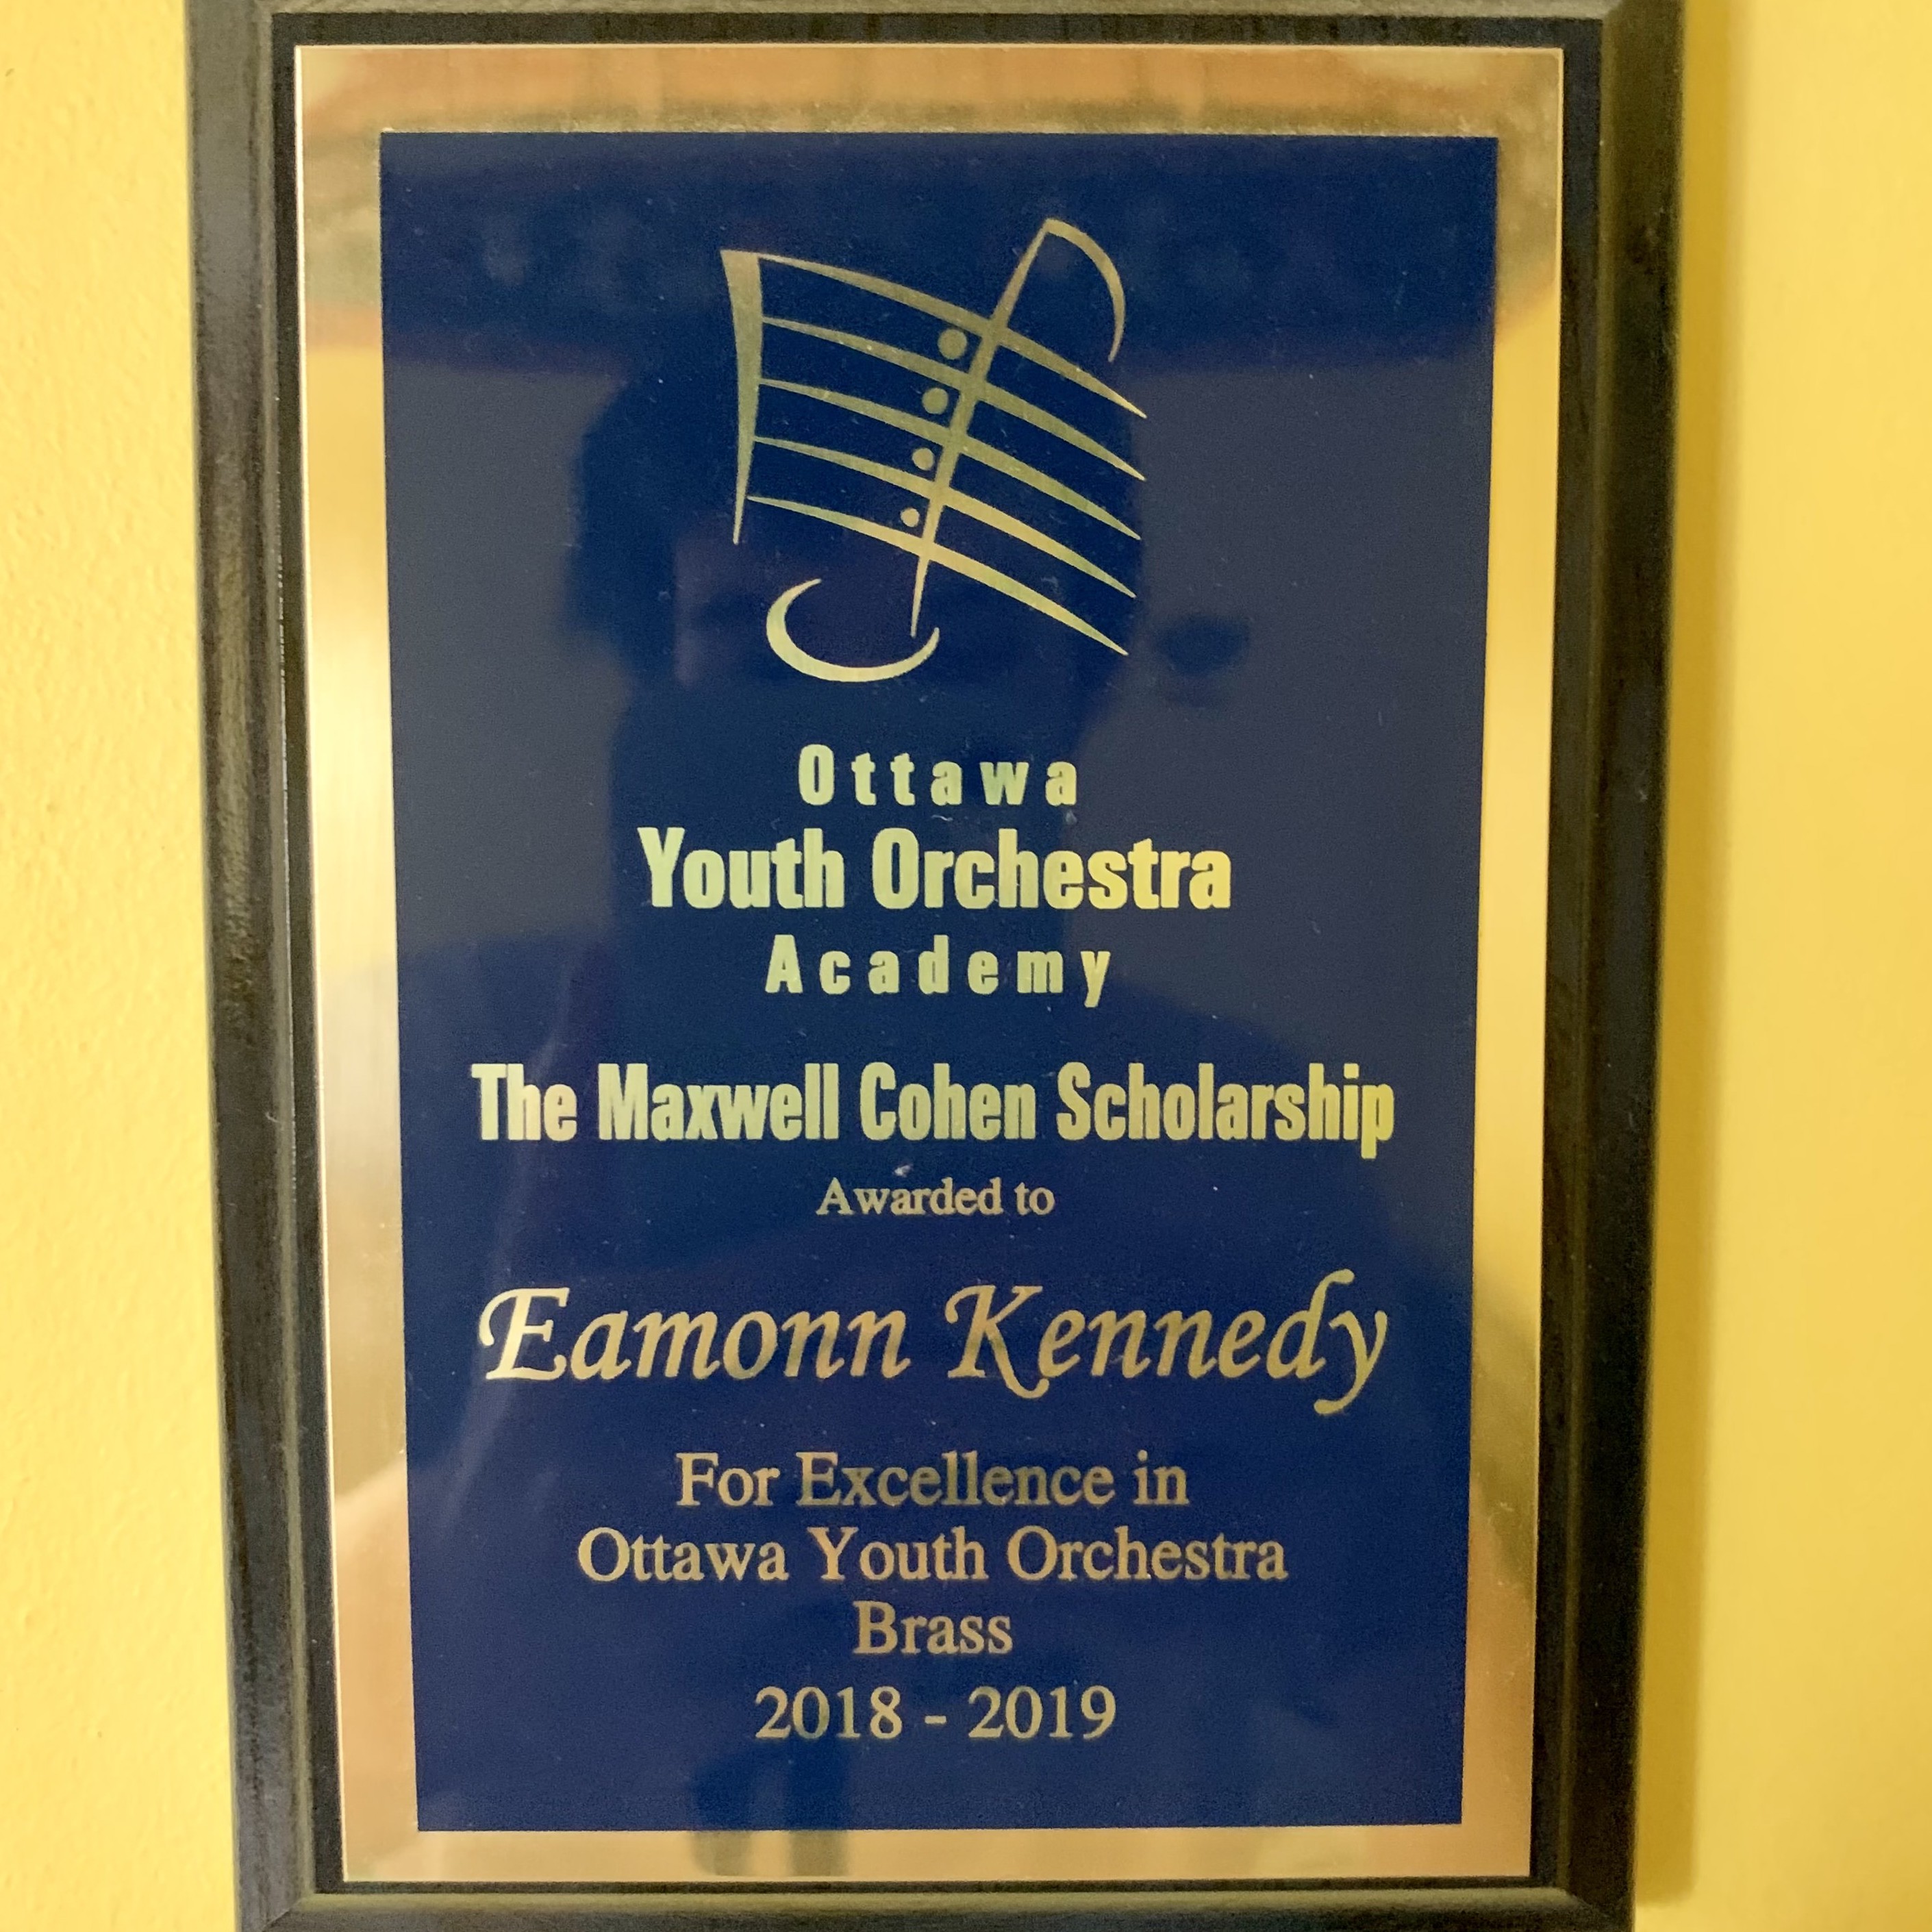 Ottawa
Youth Orchestra
Academy
The Maxwell Cohen Scholarship
Awarded to
Eamonn Kennedy
For Excellence in
Ottawa Youth Orchestra
Brass
2018 - 2019